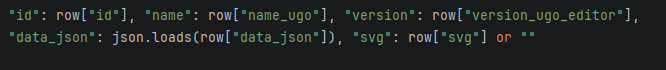 "id": row["id"], "name": row["name_ugo"], "version": row["version_ugo_editor"],
"data_json": json.loads(row["data_json"]), "svg": row["svg"] or ""